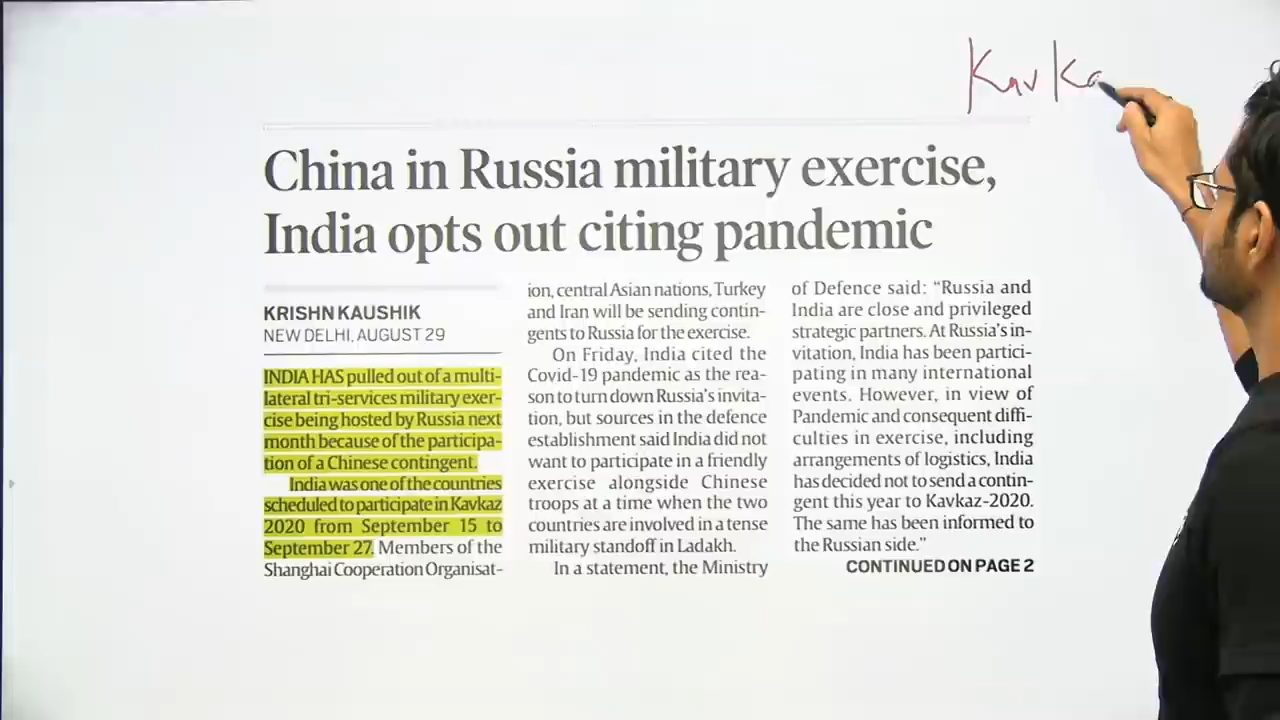 Kavka
China in Russia military exercise,
India opts out citing pandemic
KRISHN KAUSHIK
NEW DELHI, AUGUST 29
INDIA HAS pulled out of a multi-
lateral tri-services military exer-
cise being hosted by Russia next
month because of the participa-
tion of a Chinese contingent.
India was one of the countries
scheduled to participate in Kavkaz
2020 from September 15 to
September 27. Members of the
Shanghai Cooperation Organisat-
ion, central Asian nations, Turkey
and Iran will be sending contin-
gents to Russia for the exercise.
On Friday, India cited the
Covid-19 pandemic as the rea-
son to turn down Russia's invita-
tion, but sources in the defence
establishment said India did not
want to participate in a friendly
exercise alongside Chinese
troops at a time when the two
countries are involved in a tense
military standoff in Ladakh.
In a statement, the Ministry
of Defence said: “Russia and
India are close and privileged
strategic partners. At Russia's in-
vitation, India has been partici-
pating in many international
events. However, in view of
Pandemic and consequent diffi-
culties in exercise, including
arrangements of logistics, India
has decided not to send a contin-
gent this year to Kavkaz-2020.
The same has been informed to
the Russian side.”
CONTINUED ON PAGE 2